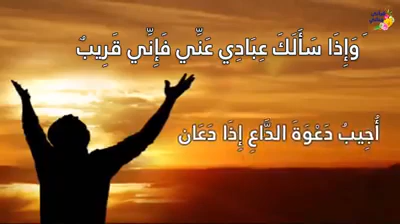 وَإِذَا سَأَلَكَ عِبَادِي عَنِّي فَإِنِّي قَرِيبٌ
أُجِيبُ دَعْوَةَ الدَّاعِ إِذَا دَعَانِ